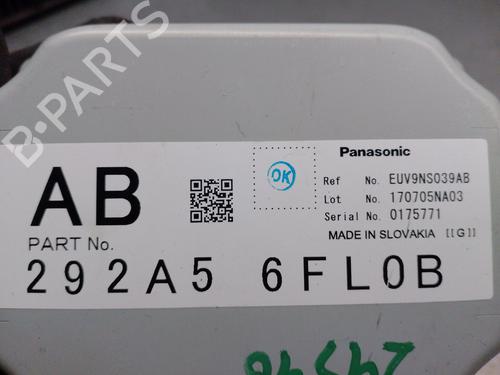 B-PARTS
AB
PART No.
OK
Panasonic
Ref No. EUV9NS039AB
Lot No. 170705NA03
Serial No. 0175771
MADE IN SLOVAKIA [[G]]
292A5 6FL0B